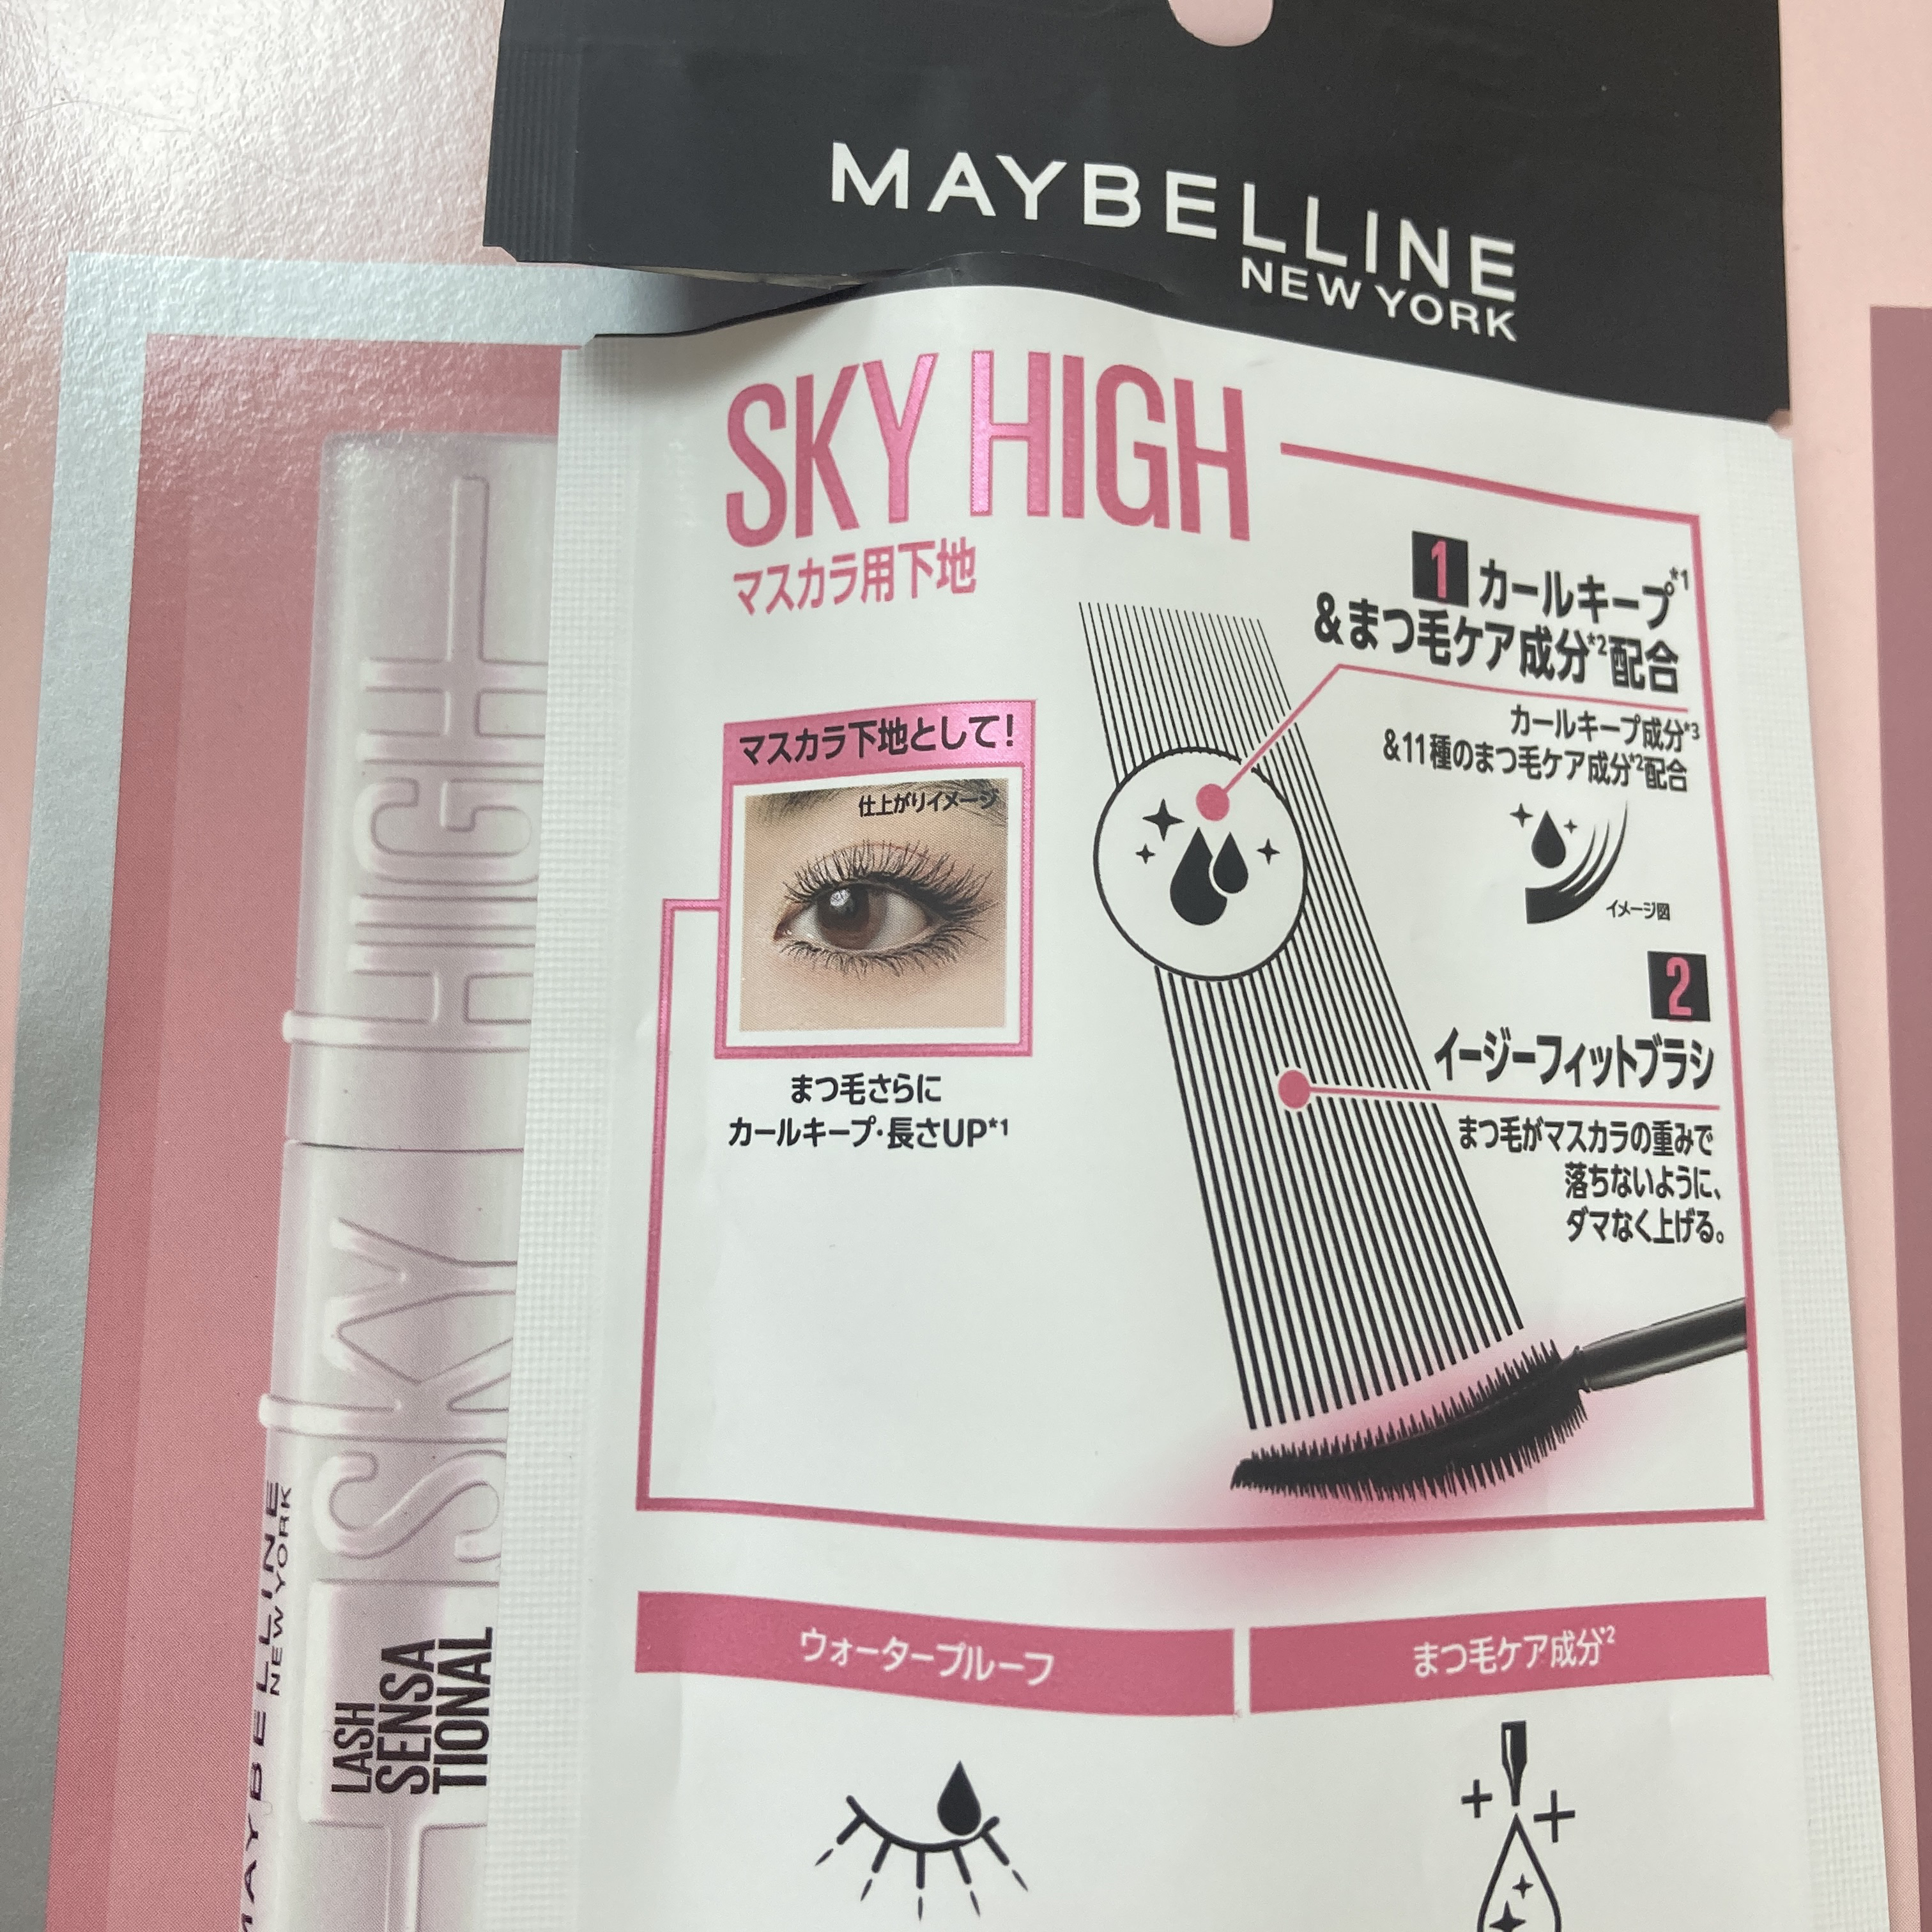 MAYBELLINE
NEW YORK
SKY HIGH
マスカラ用下地
1 カールキープ*1
&まつ毛ケア成分*2配合
カールキープ成分*3
&11種のまつ毛ケア成分*2配合
イメージ図
マスカラ下地として!
仕上がりイメージ
まつ毛さらに
カールキープ・長さUP*1
2
イージーフィットブラシ
まつ毛がマスカラの重みで
落ちないように、
ダマなく上げる。
ウォータープルーフ
まつ毛ケア成分*2
SKY HIGH
LASH
SENSA
TIONAL
MAYBELLINE
NEW YORK